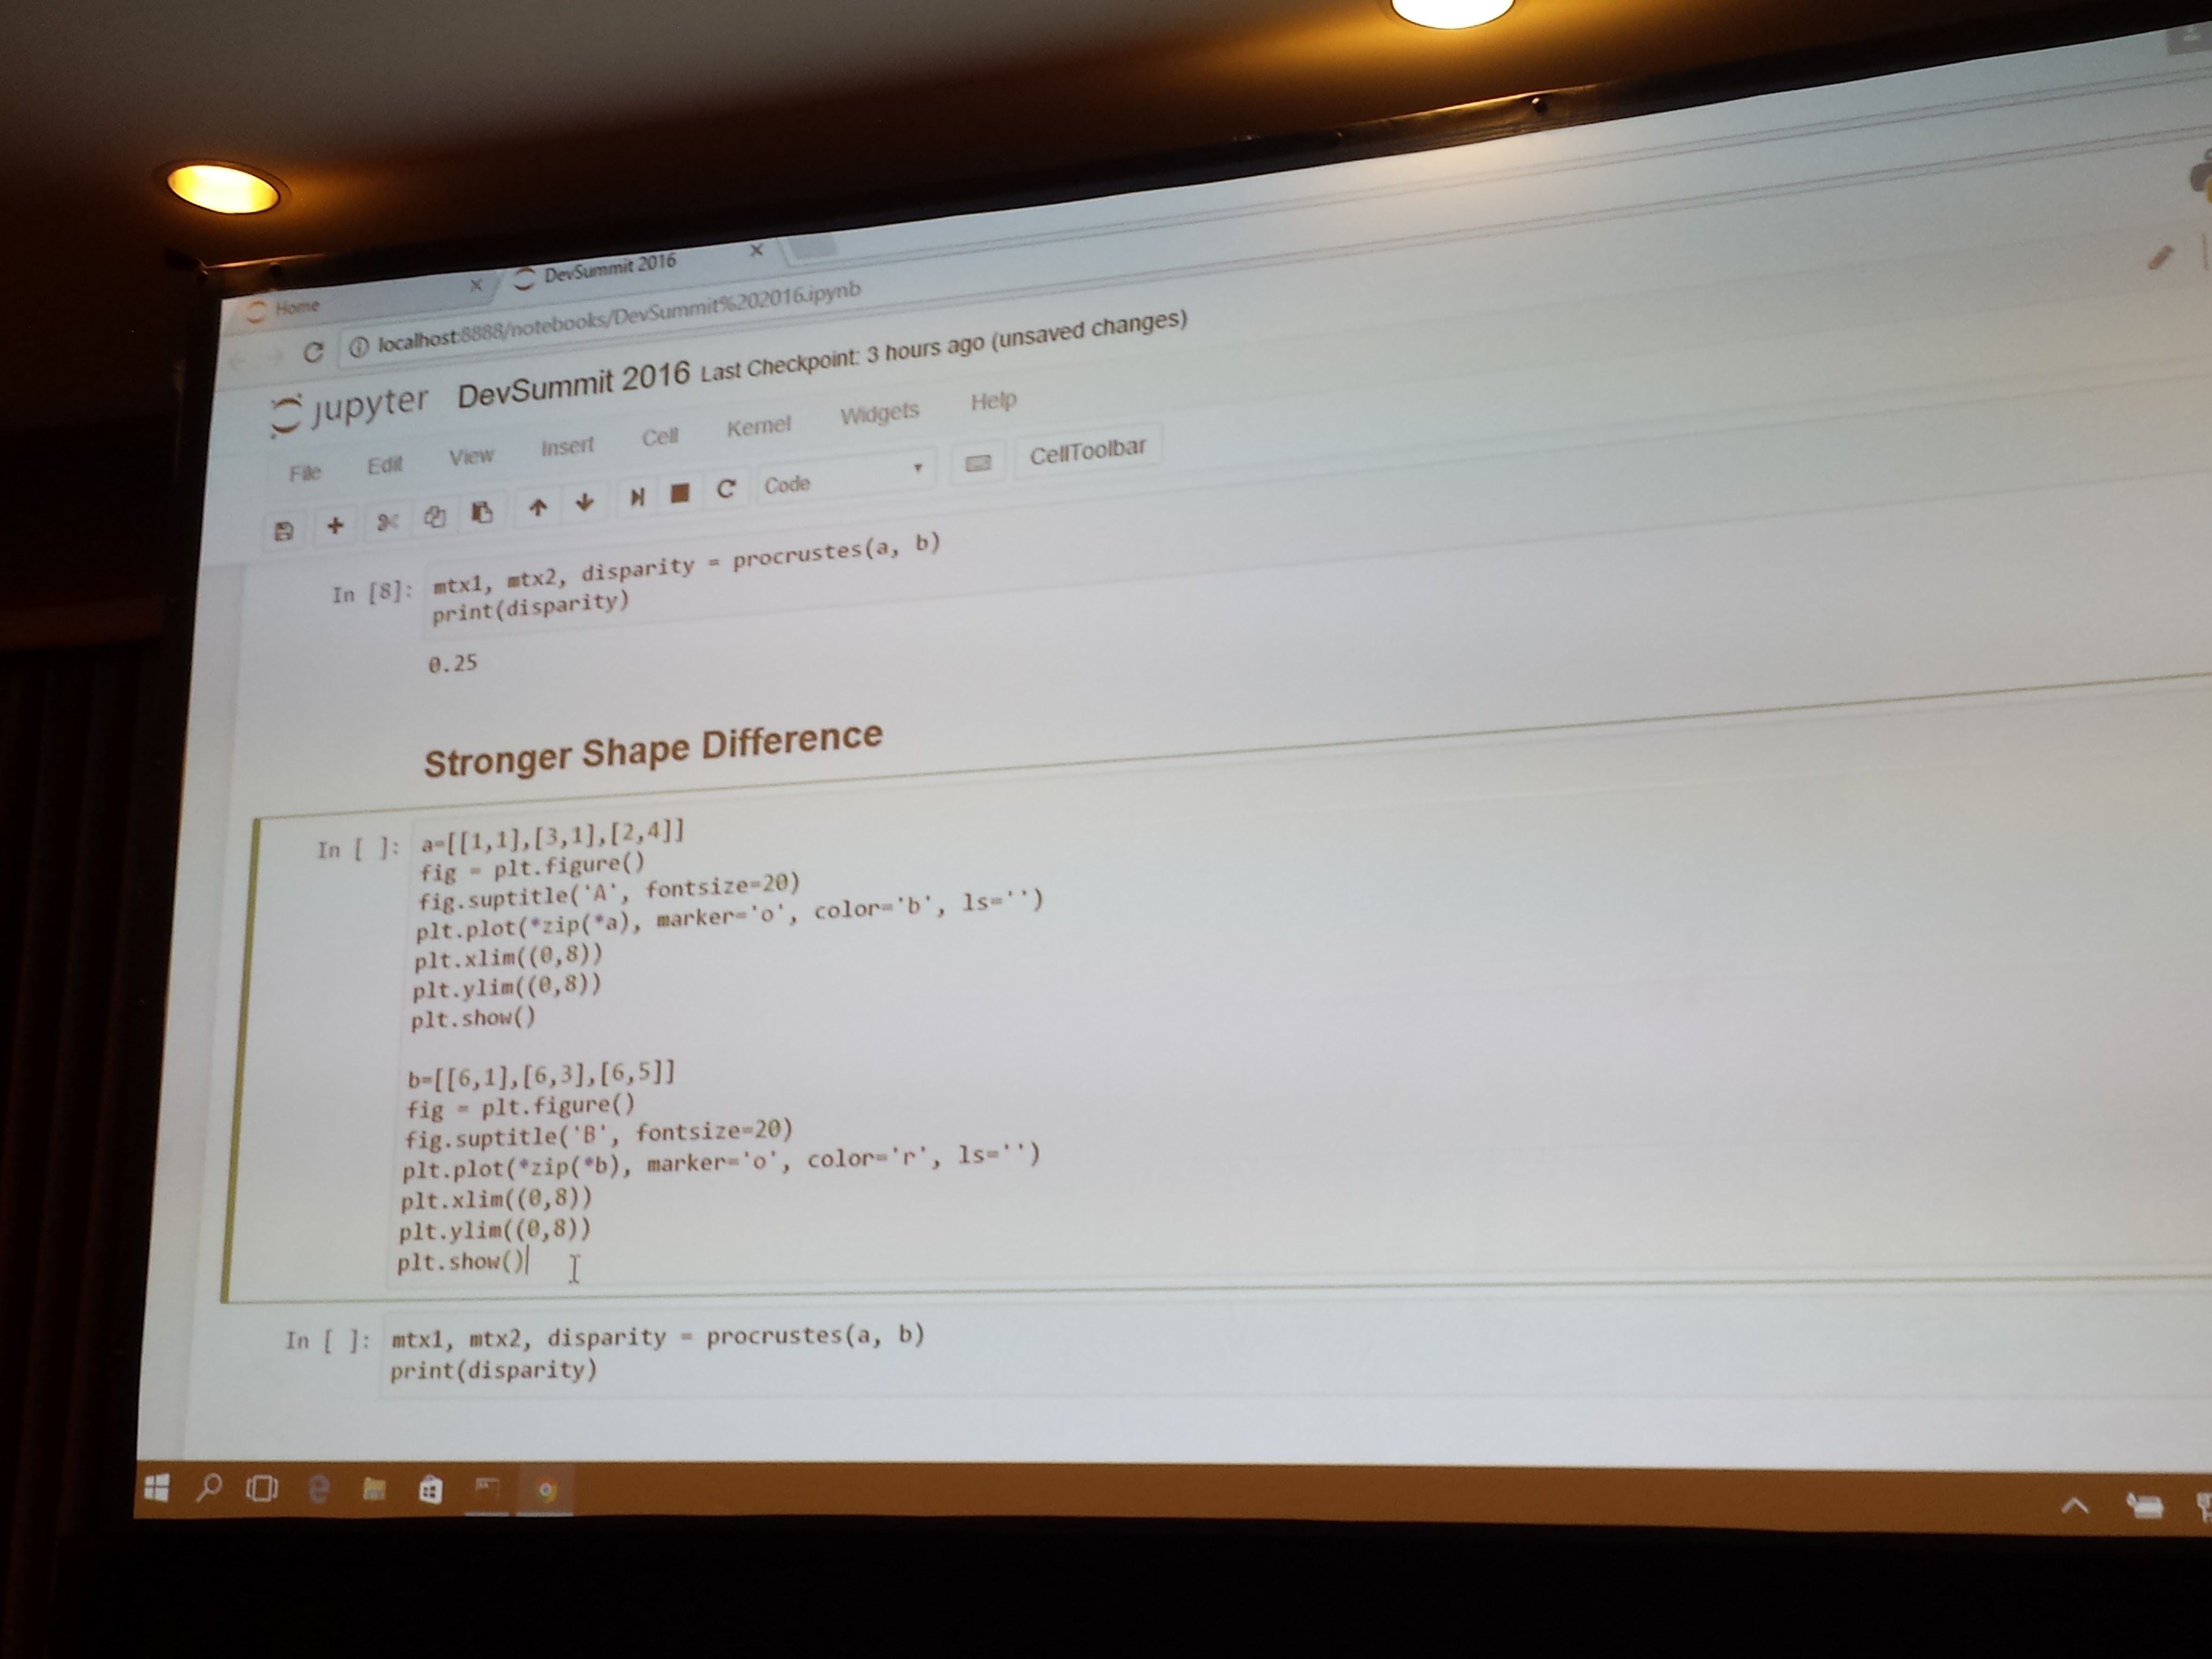 Home
DevSummit 2016
localhost:8888/notebooks/DevSummit%202016.ipynb
jupyter DevSummit 2016 Last Checkpoint: 3 hours ago (unsaved changes)
File Edit View Insert Cell Kernel Widgets Help
Code CellToolbar
In [8]: mtx1, mtx2, disparity = procrustes(a, b)
print(disparity)
0.25
Stronger Shape Difference
In [ ]: a=[[1,1],[3,1],[2,4]]
fig = plt.figure()
fig.suptitle('A', fontsize=20)
plt.plot(*zip(*a), marker='o', color='b', ls='')
plt.xlim((0,8))
plt.ylim((0,8))
plt.show()
b=[[6,1],[6,3],[6,5]]
fig = plt.figure()
fig.suptitle('B', fontsize=20)
plt.plot(*zip(*b), marker='o', color='r', ls='')
plt.xlim((0,8))
plt.ylim((0,8))
plt.show()
In [ ]: mtx1, mtx2, disparity = procrustes(a, b)
print(disparity)